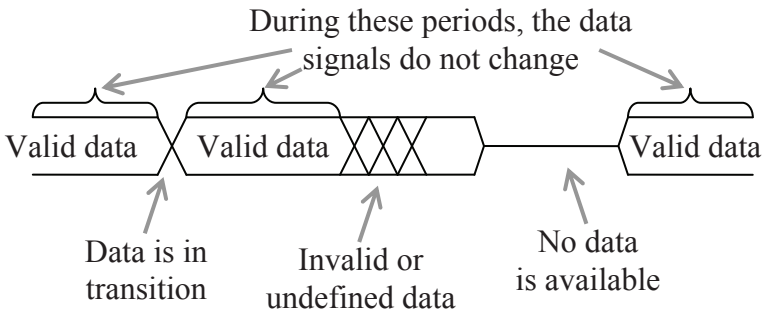 During these periods, the data
signals do not change
Valid data
Valid data
Valid data
Data is in
transition
Invalid or
undefined data
No data
is available